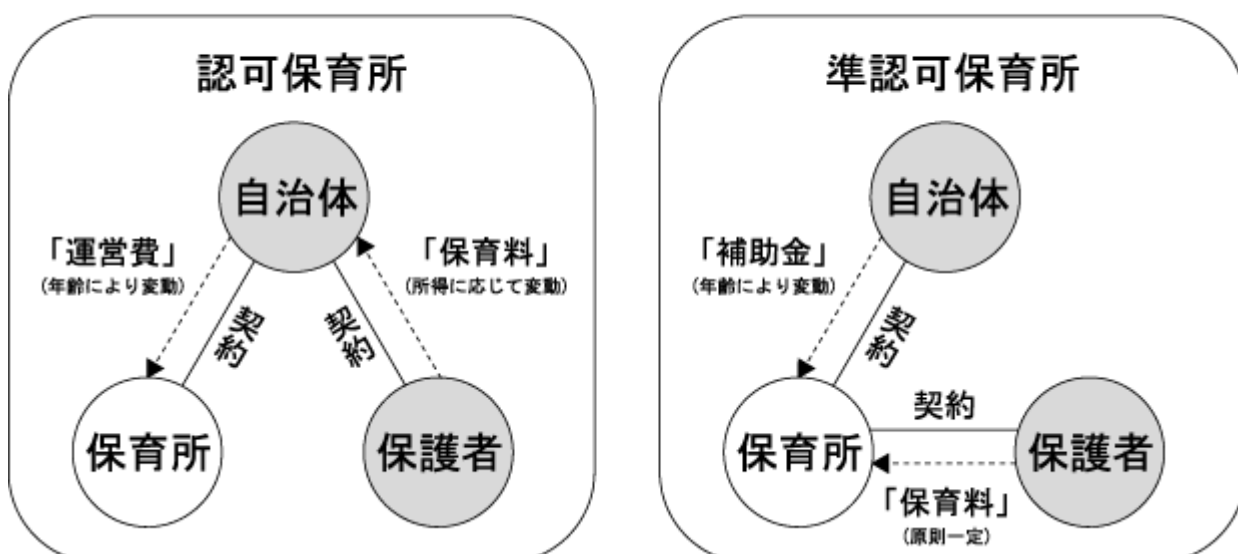 認可保育所
自治体
「運営費」
(年齢により変動)
「保育料」
(所得に応じて変動)
契約
契約
保育所
保護者
準認可保育所
自治体
「補助金」
(年齢により変動)
契約
契約
保育所
保護者
「保育料」
(原則一定)